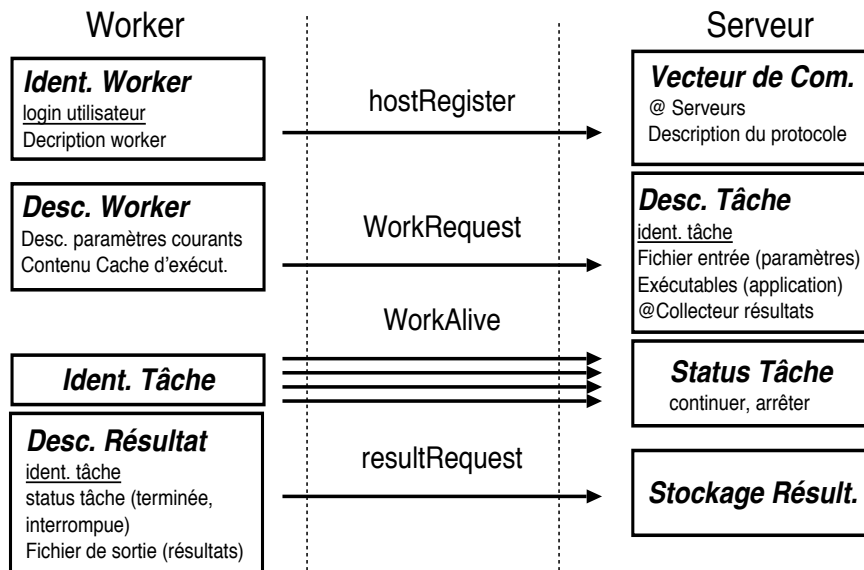 Worker
Serveur
Ident. Worker
login utilisateur
Decription worker
hostRegister
Vecteur de Com.
@ Serveurs
Description du protocole
Desc. Worker
Desc. paramètres courants
Contenu Cache d'exécut.
WorkRequest
Desc. Tâche
ident. tâche
Fichier entrée (paramètres)
Exécutables (application)
@Collecteur résultats
WorkAlive
Ident. Tâche
Status Tâche
continuer, arrêter
Desc. Résultat
ident. tâche
status tâche (terminée,
interrompue)
Fichier de sortie (résultats)
resultRequest
Stockage Résult.